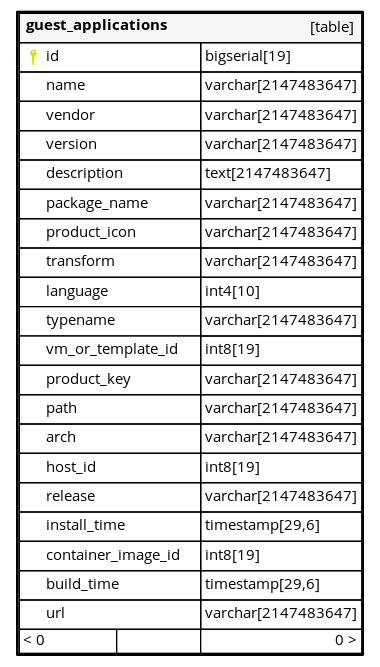 guest_applications [table]
id bigserial[19]
name varchar[2147483647]
vendor varchar[2147483647]
version varchar[2147483647]
description text[2147483647]
package_name varchar[2147483647]
product_icon varchar[2147483647]
transform varchar[2147483647]
language int4[10]
typename varchar[2147483647]
vm_or_template_id int8[19]
product_key varchar[2147483647]
path varchar[2147483647]
arch varchar[2147483647]
host_id int8[19]
release varchar[2147483647]
install_time timestamp[29,6]
container_image_id int8[19]
build_time timestamp[29,6]
url varchar[2147483647]
< 0 0 >